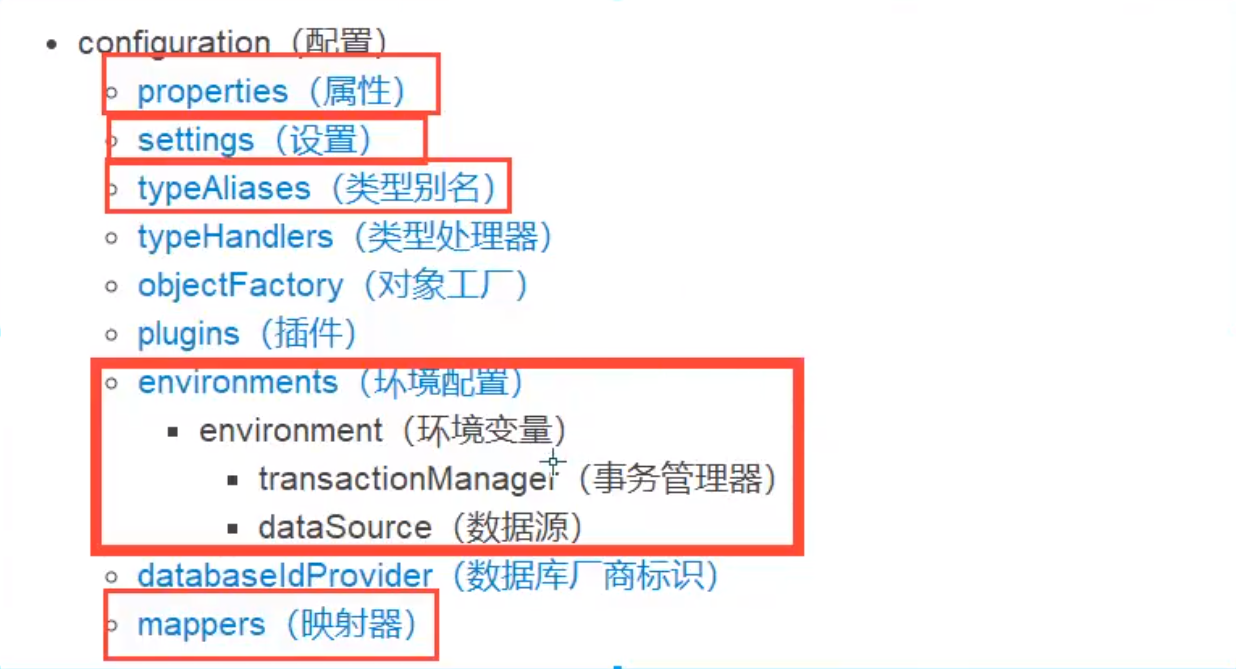 configuration（配置）
properties（属性）
settings（设置）
typeAliases（类型别名）
typeHandlers（类型处理器）
objectFactory（对象工厂）
plugins（插件）
environments（环境配置）
environment（环境变量）
transactionManager（事务管理器）
dataSource（数据源）
databaseIdProvider（数据库厂商标识）
mappers（映射器）